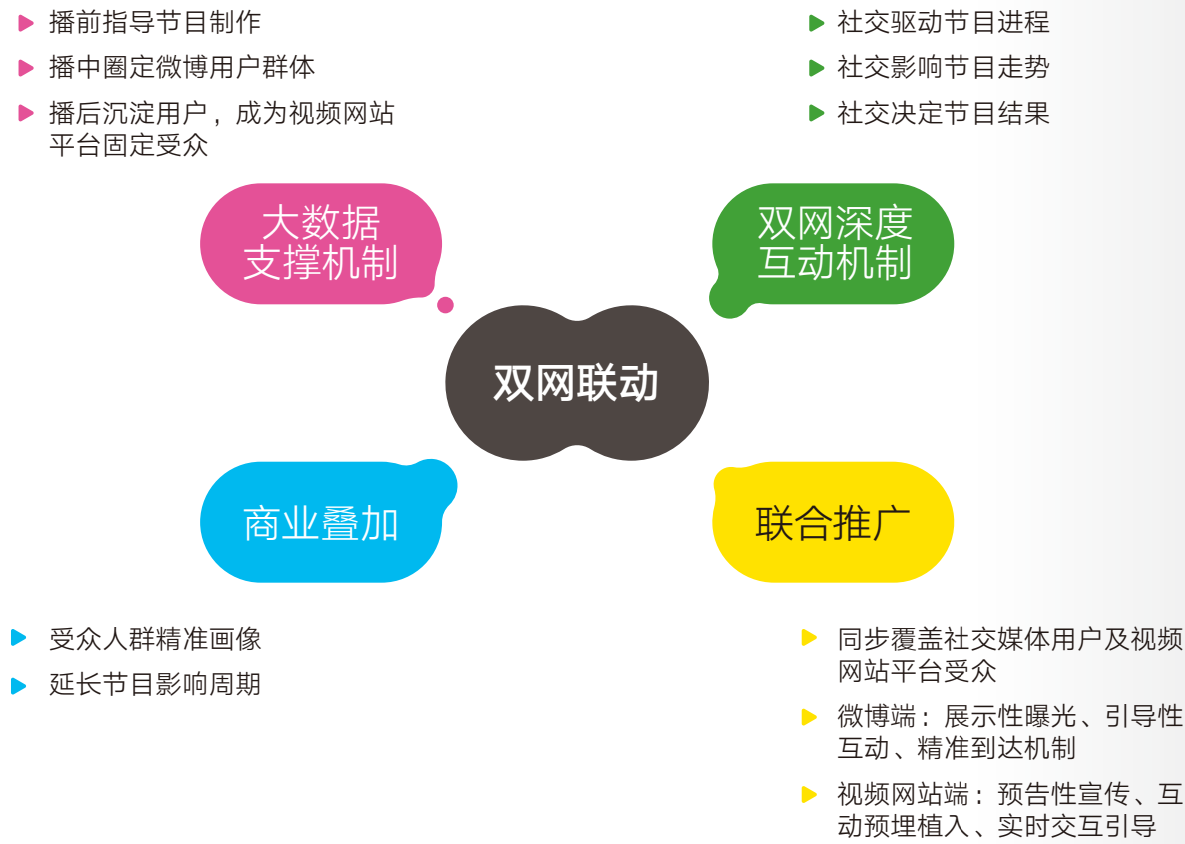 播前指导节目制作
播中圈定微博用户群体
播后沉淀用户，成为视频网站
平台固定受众
社交驱动节目进程
社交影响节目走势
社交决定节目结果
大数据
支撑机制
双网深度
互动机制
双网联动
商业叠加
联合推广
受众人群精准画像
延长节目影响周期
同步覆盖社交媒体用户及视频
网站平台受众
微博端：展示性曝光、引导性
互动、精准到达机制
视频网站端：预告性宣传、互
动预埋植入、实时交互引导